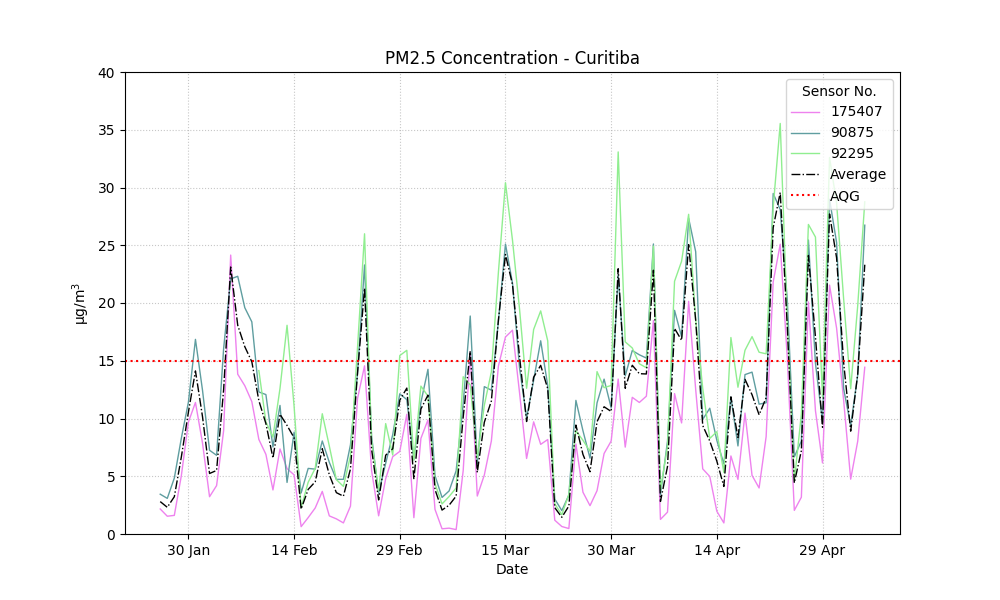 PM2.5 Concentration - Curitiba
Sensor No.
175407
90875
92295
Average
AQG
40
35
30
25
20
15
10
5
0
µg/m³
30 Jan
14 Feb
29 Feb
15 Mar
30 Mar
14 Apr
29 Apr
Date